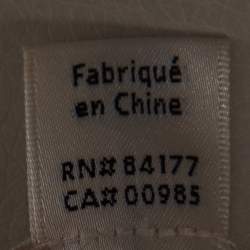 Fabriqué
en Chine
RN# 84177
CA# 00985